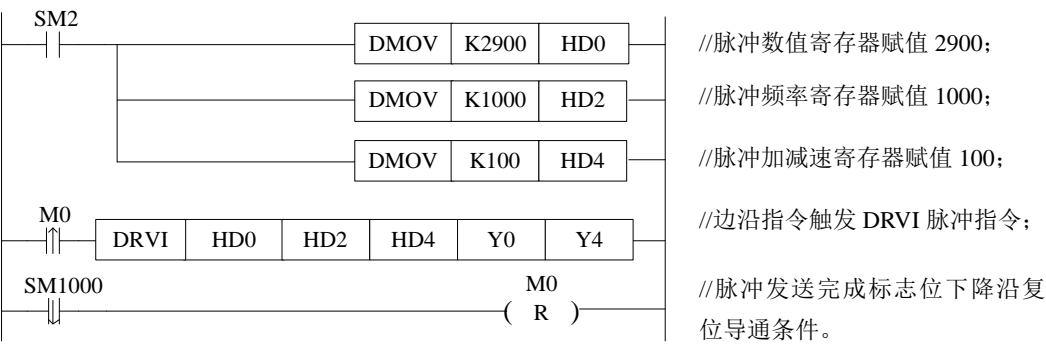 SM2
DMOV K2900 HD0 //脉冲数值寄存器赋值 2900;
DMOV K1000 HD2 //脉冲频率寄存器赋值 1000;
DMOV K100 HD4 //脉冲加减速寄存器赋值 100;
M0
DRVI HD0 HD2 HD4 Y0 Y4 //边沿指令触发 DRVI 脉冲指令;
SM1000 M0
( R ) //脉冲发送完成标志位下降沿复
位导通条件。